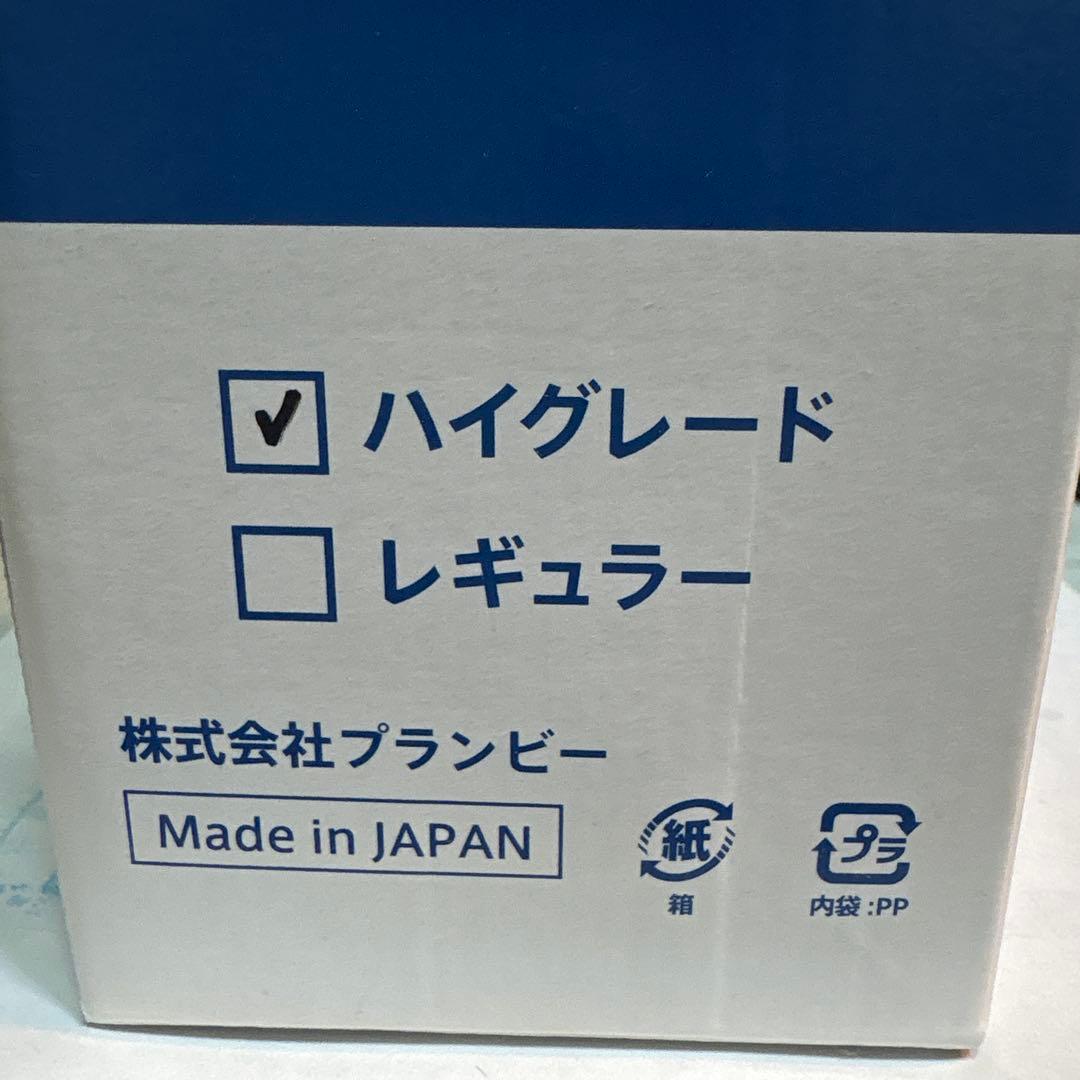 ハイグレード
レギュラー
株式会社プランビー
Made in JAPAN
紙
箱
プラ
内袋:PP